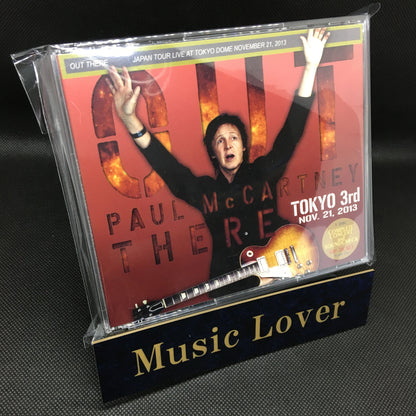 OUT THERE JAPAN TOUR LIVE AT TOKYO DOME NOVEMBER 21, 2013
OUT
PAUL McCARTNEY
THERE
TOKYO 3rd
NOV. 21, 2013
Music Lover